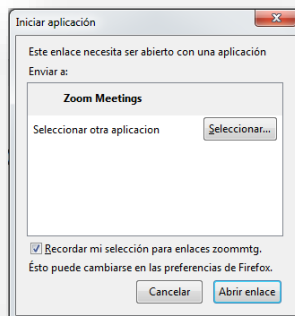 Iniciar aplicación
Este enlace necesita ser abierto con una aplicación
Enviar a:
Zoom Meetings
Seleccionar otra aplicacion
Seleccionar...
Recordar mi selección para enlaces zoommtg.
Ésto puede cambiarse en las preferencias de Firefox.
Cancelar
Abrir enlace